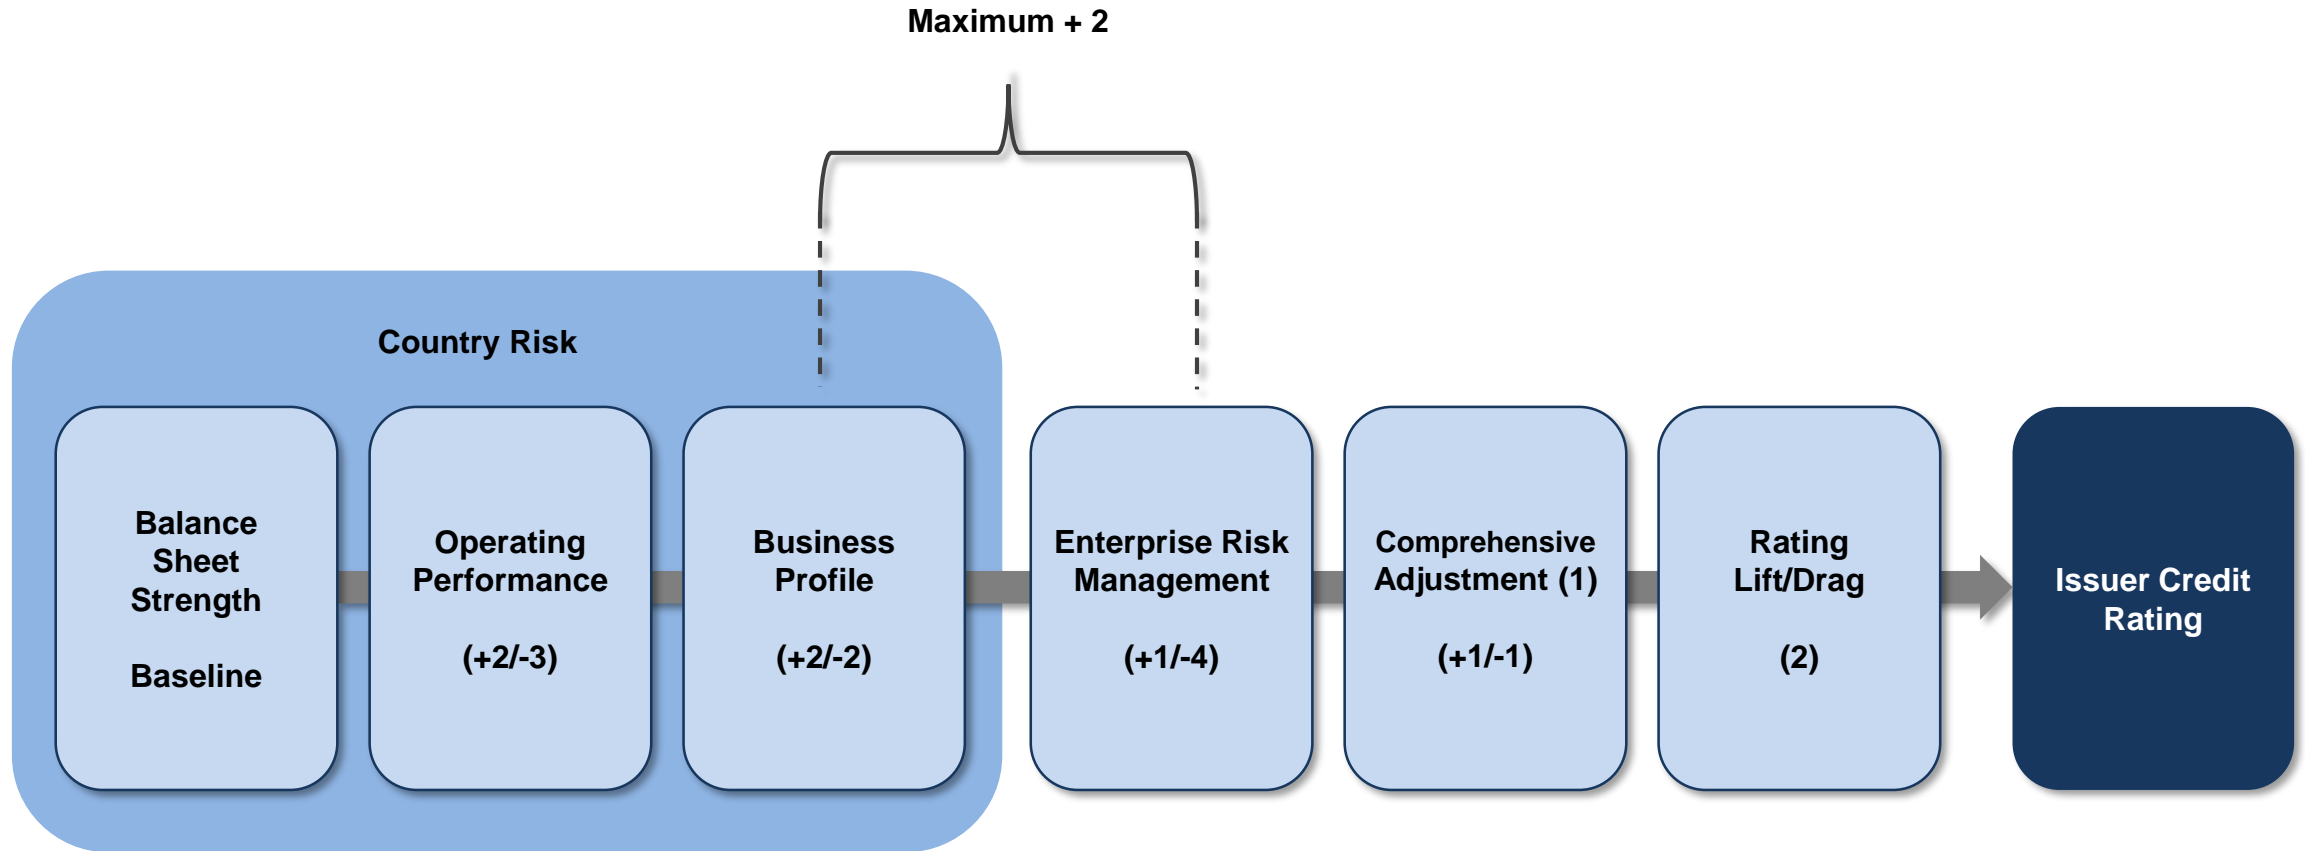 Maximum + 2
Country Risk
Balance
Sheet
Strength
Baseline
Operating
Performance
(+2/-3)
Business
Profile
(+2/-2)
Enterprise Risk
Management
(+1/-4)
Comprehensive
Adjustment (1)
(+1/-1)
Rating
Lift/Drag
(2)
Issuer Credit
Rating